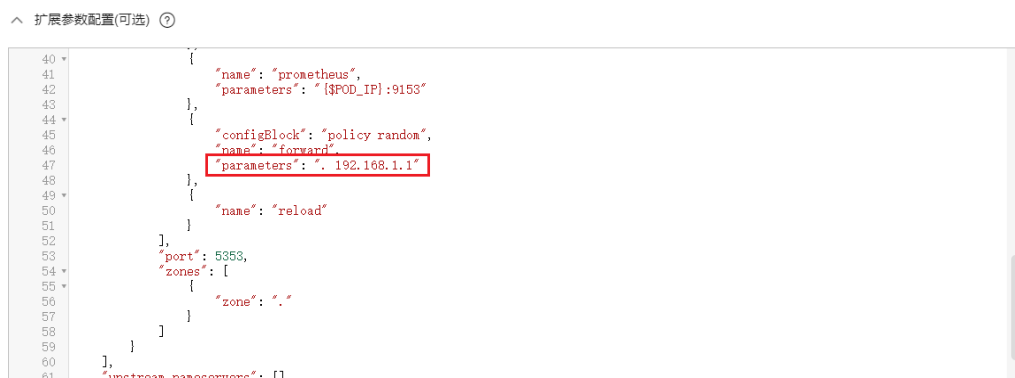 扩展参数配置(可选)
40 {
41 "name": "prometheus",
42 "parameters": "{$POD_IP}:9153"
43 },
44 {
45 "configBlock": "policy random",
46 "name": "forward",
47 "parameters": ". 192.168.1.1"
48 },
49 {
50 "name": "reload"
51 }
52 ],
53 "port": 5353,
54 "zones": [
55 {
56 "zone": "."
57 }
58 ]
59 }
60 ],
61 "upstream_nameservers": []